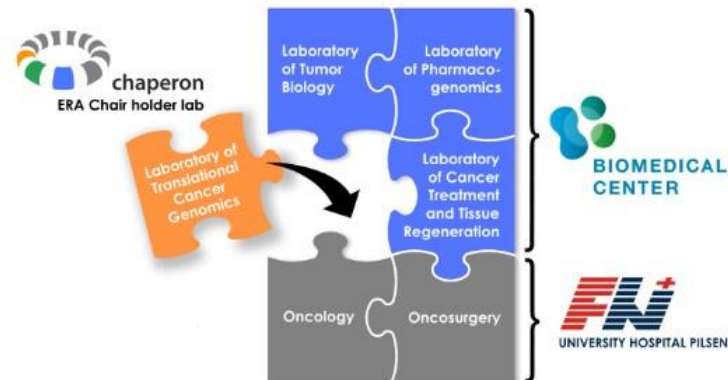 chaperon
ERA Chair holder lab
Laboratory of
Translational
Cancer
Genomics
Laboratory
of Tumor
Biology
Laboratory
of Pharmaco-
genomics
Laboratory
of Cancer
Treatment
and Tissue
Regeneration
Oncology
Oncosurgery
BIOMEDICAL
CENTER
FN+
UNIVERSITY HOSPITAL PILSEN